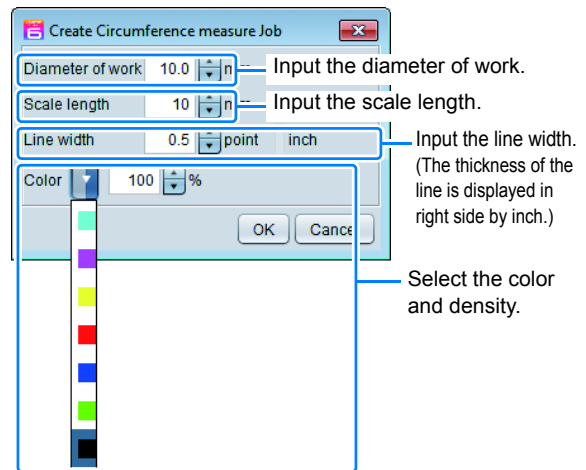 Create Circumference measure Job
Diameter of work 10.0 Input the diameter of work.
Scale length 10 Input the scale length.
Line width 0.5 point inch Input the line width.
(The thickness of the
line is displayed in
right side by inch.)
Color 100 %
OK Cancel
Select the color
and density.